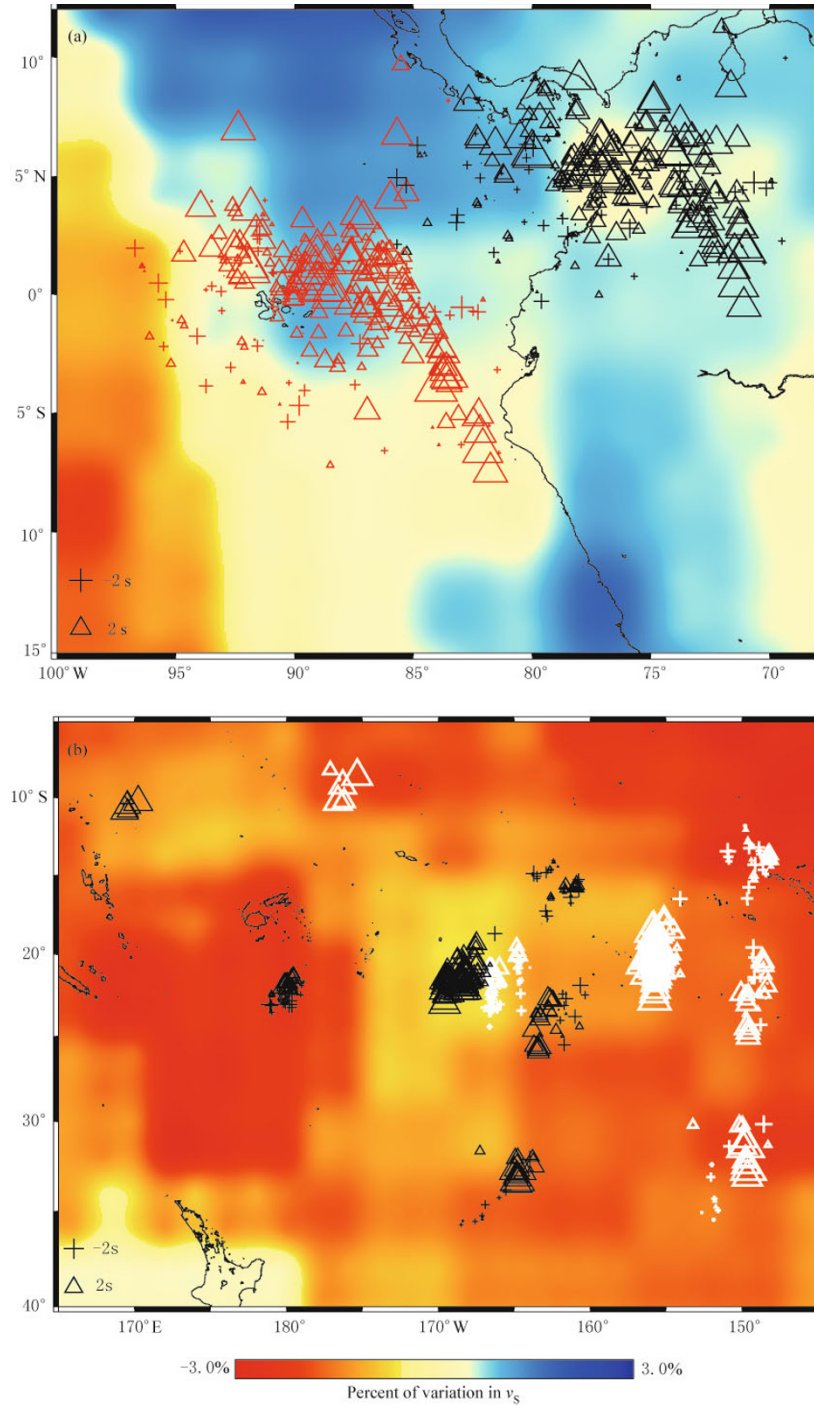 (a)
10°
5° N
0°
5° S
10°
-2 s
2 s
15°
100° W 95° 90° 85° 80° 75° 70°
(b)
10° S
20°
30°
-2s
2s
40°
170° E 180° 170° W 160° 150°
-3.0% 3.0%
Percent of variation in vS